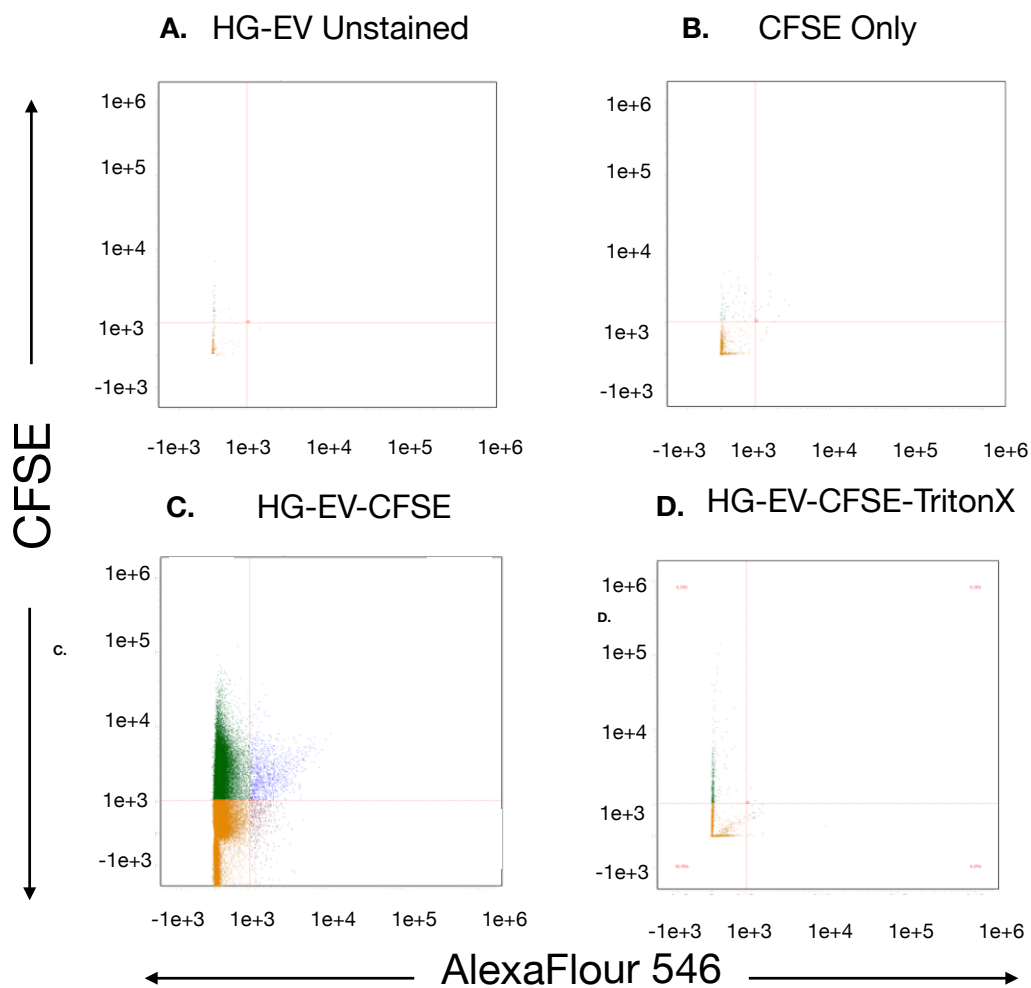 A. HG-EV Unstained
B. CFSE Only
1e+6
1e+5
1e+4
1e+3
-1e+3
-1e+3 1e+3 1e+4 1e+5 1e+6
1e+6
1e+5
1e+4
1e+3
-1e+3
-1e+3 1e+3 1e+4 1e+5 1e+6
CFSE
C. HG-EV-CFSE
D. HG-EV-CFSE-TritonX
C.
1e+6
1e+5
1e+4
1e+3
-1e+3
-1e+3 1e+3 1e+4 1e+5 1e+6
D.
1e+6
1e+5
1e+4
1e+3
-1e+3
-1e+3 1e+3 1e+4 1e+5 1e+6
AlexaFlour 546